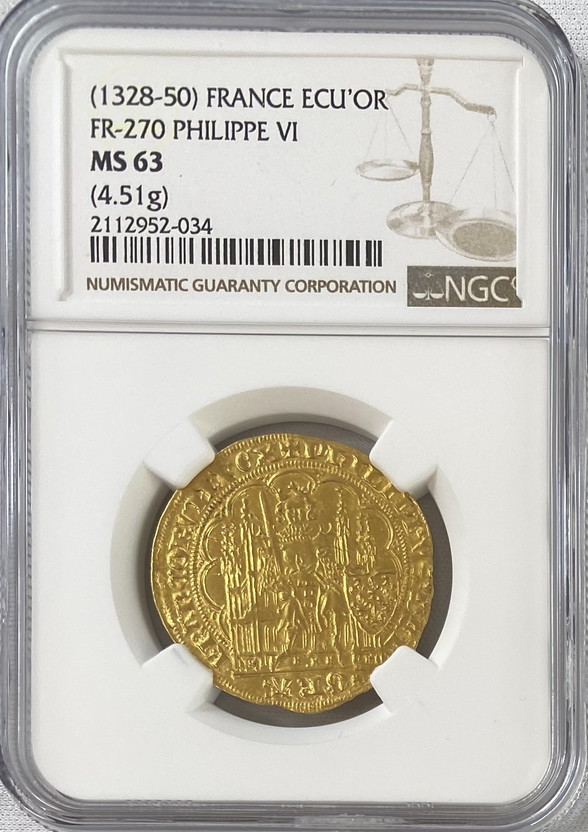 (1328-50) FRANCE ECU'OR
FR-270 PHILIPPE VI
MS 63
(4.51g)
2112952-034
NUMISMATIC GUARANTY CORPORATION
NGC